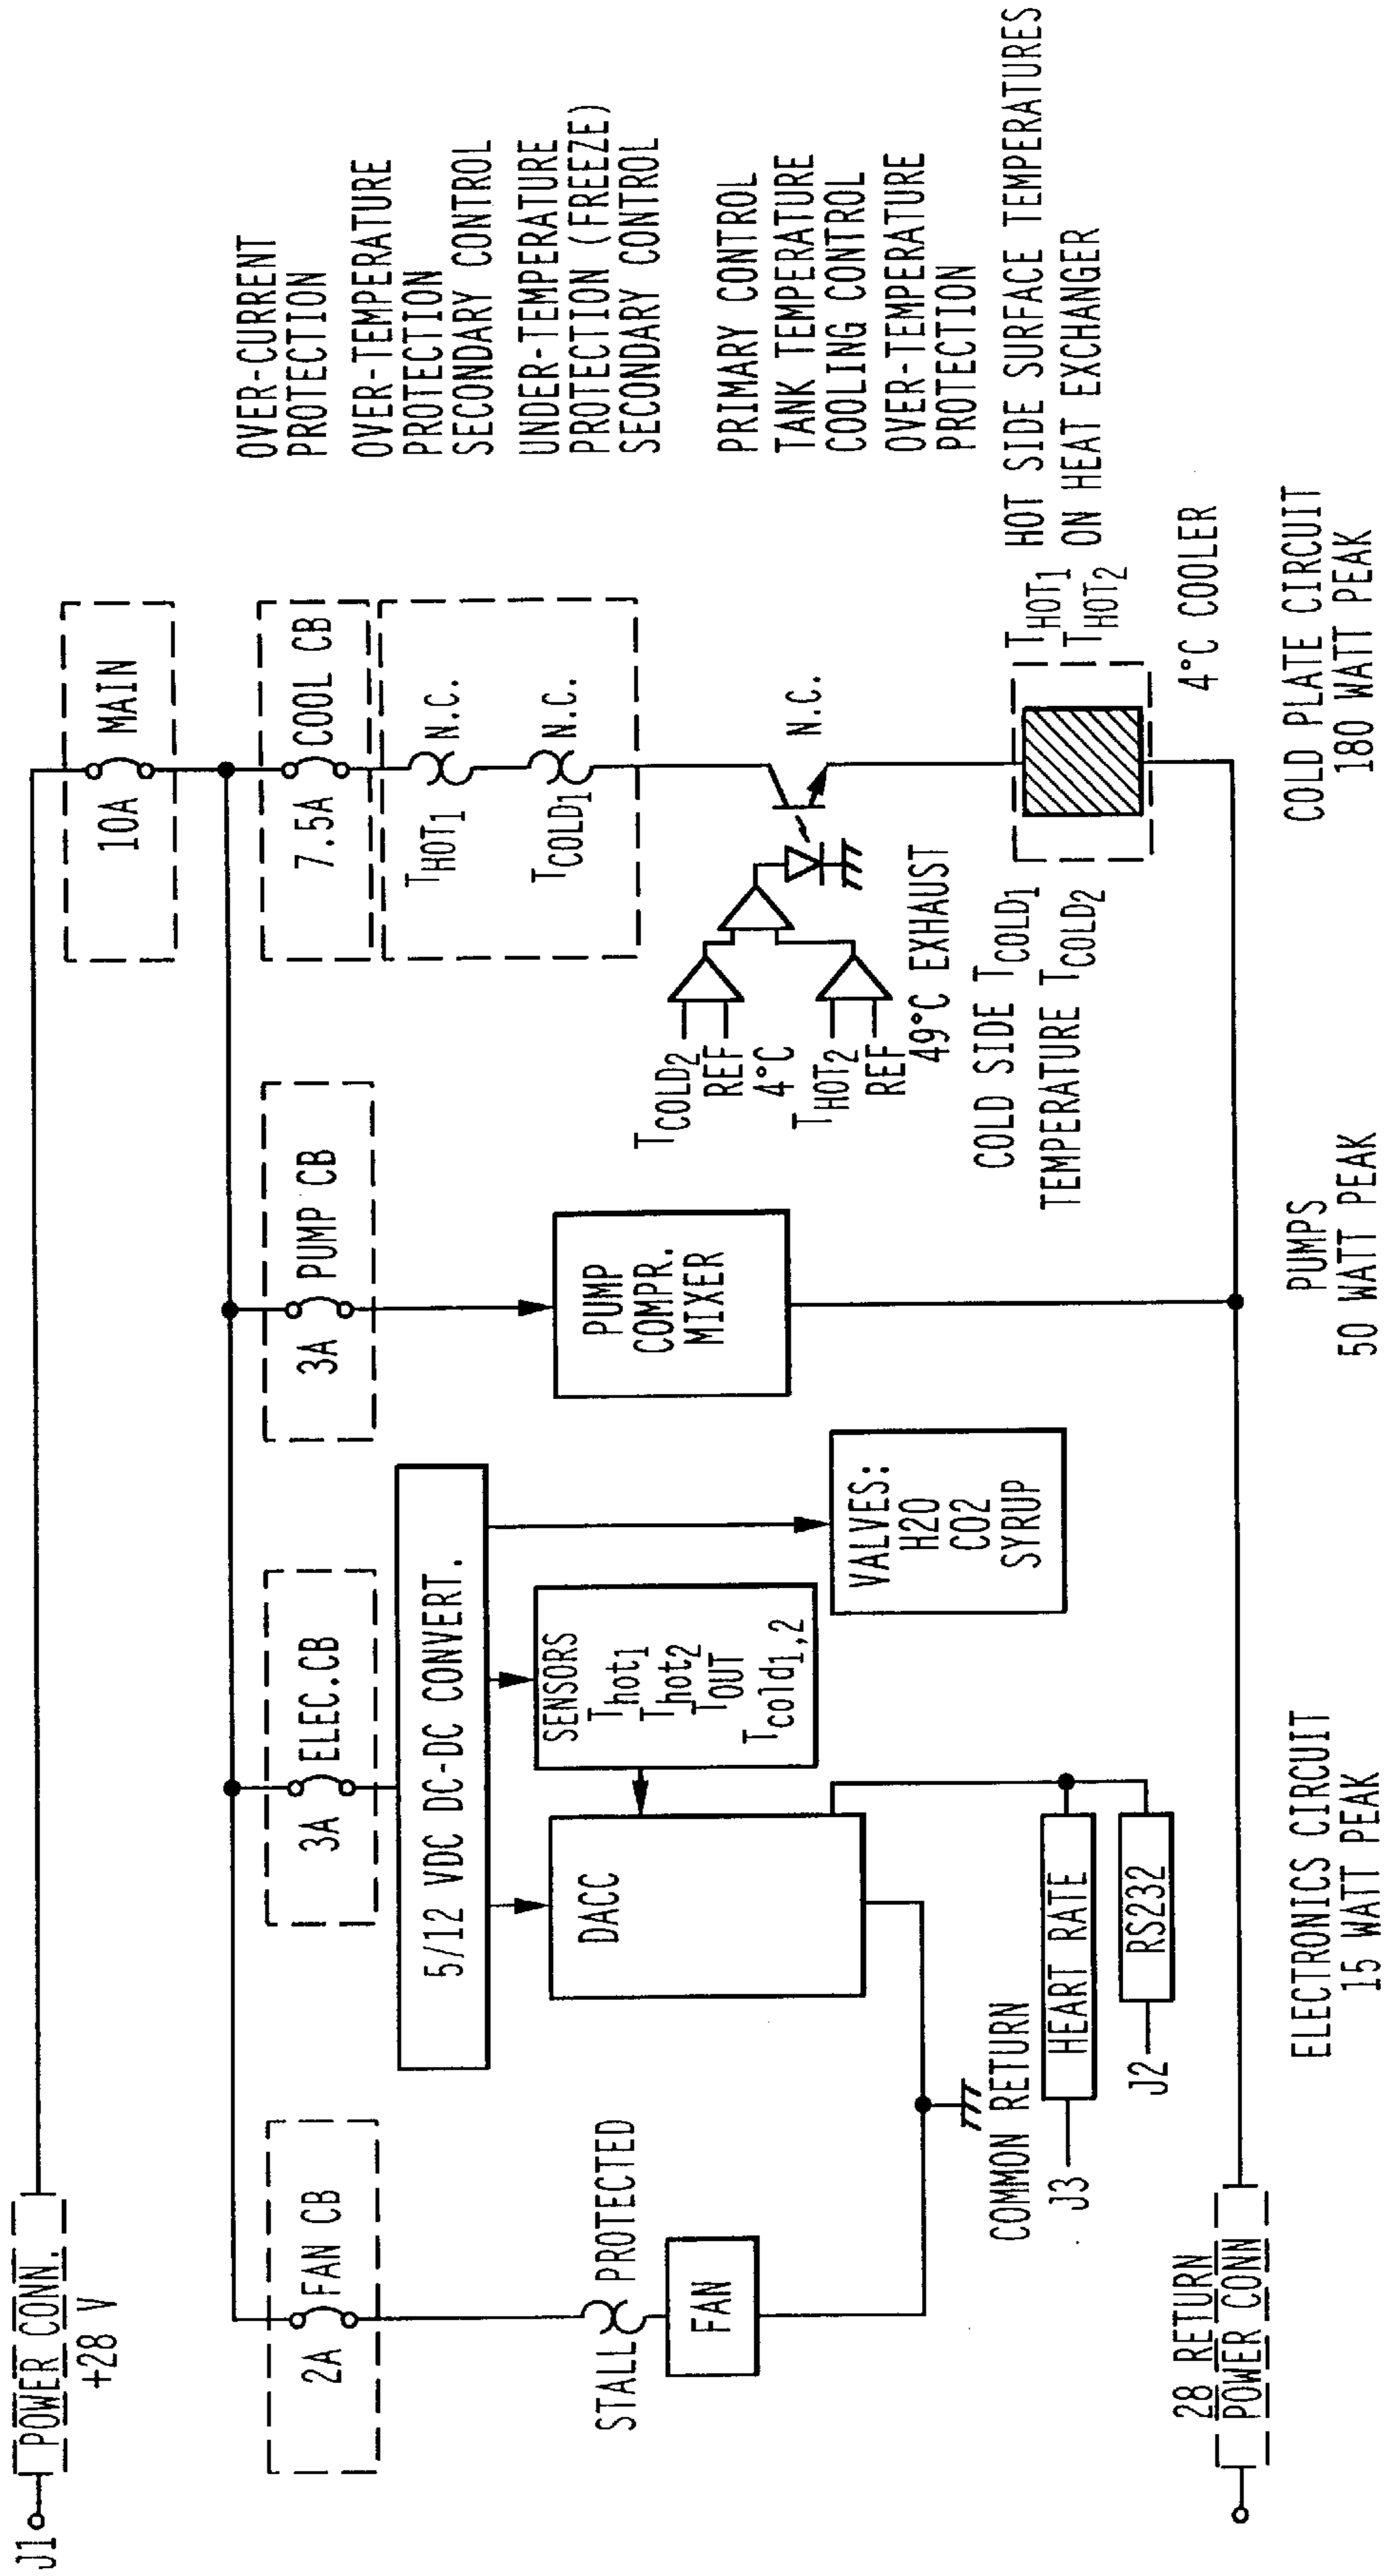 J1
POWER CONN.
+28 V
10A MAIN
2A FAN CB
3A ELEC.CB
3A PUMP CB
7.5A COOL CB
OVER-CURRENT
PROTECTION
OVER-TEMPERATURE
PROTECTION
SECONDARY CONTROL
UNDER-TEMPERATURE
PROTECTION (FREEZE)
SECONDARY CONTROL
PRIMARY CONTROL
TANK TEMPERATURE
COOLING CONTROL
OVER-TEMPERATURE
PROTECTION
HOT SIDE SURFACE TEMPERATURES
ON HEAT EXCHANGER
THOT1 N.C.
TCOLD1 N.C.
N.C.
5/12 VDC DC-DC CONVERT.
STALL PROTECTED
FAN
DACC
SENSORS
Thot1
Thot2
TOUT
Tcold1,2
VALVES:
H2O
CO2
SYRUP
PUMP
COMPR.
MIXER
TCOLD2
REF
4°C
THOT2
REF
49°C EXHAUST
COLD SIDE TCOLD1
TEMPERATURE TCOLD2
THOT1
THOT2
4°C COOLER
COMMON RETURN
J3
HEART RATE
J2
RS232
28 RETURN
POWER CONN
ELECTRONICS CIRCUIT
15 WATT PEAK
PUMPS
50 WATT PEAK
COLD PLATE CIRCUIT
180 WATT PEAK